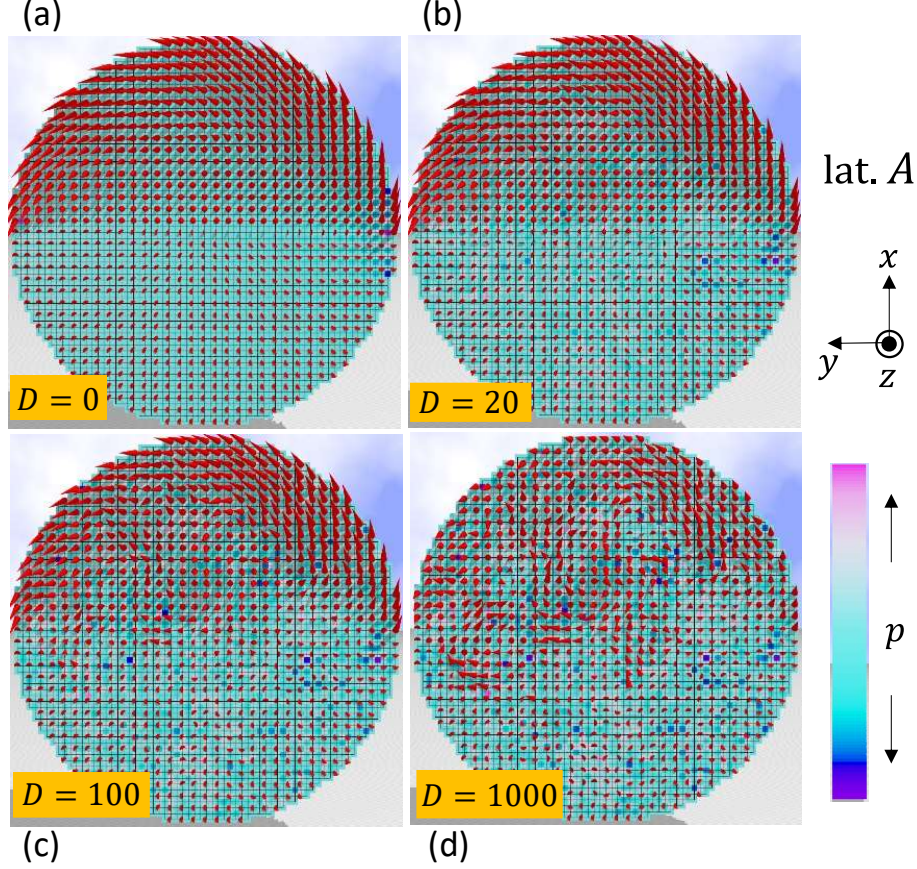 (a)
(b)
lat. A
x
y
z
D = 0
D = 20
p
D = 100
D = 1000
(c)
(d)